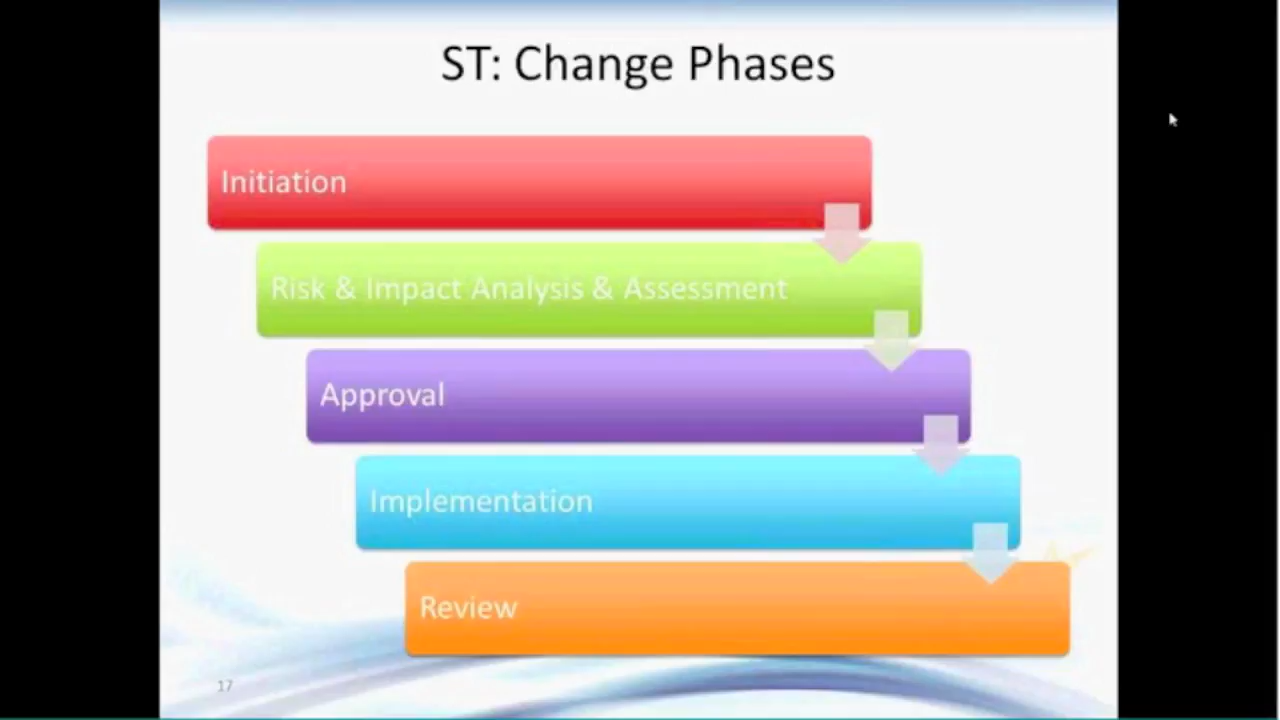 ST: Change Phases
Initiation
Risk & Impact Analysis & Assessment
Approval
Implementation
Review
17